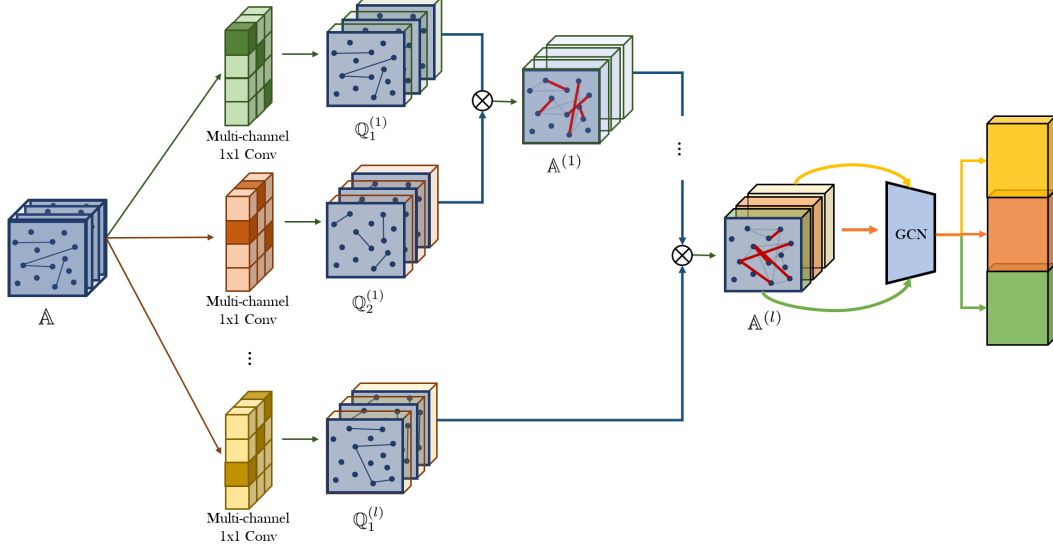 Multi-channel
1x1 Conv
ℚ₁⁽¹⁾
𝔸⁽¹⁾
Multi-channel
1x1 Conv
ℚ₂⁽¹⁾
𝔸
⋮
𝔸⁽ˡ⁾
GCN
⋮
Multi-channel
1x1 Conv
ℚ₁⁽ˡ⁾